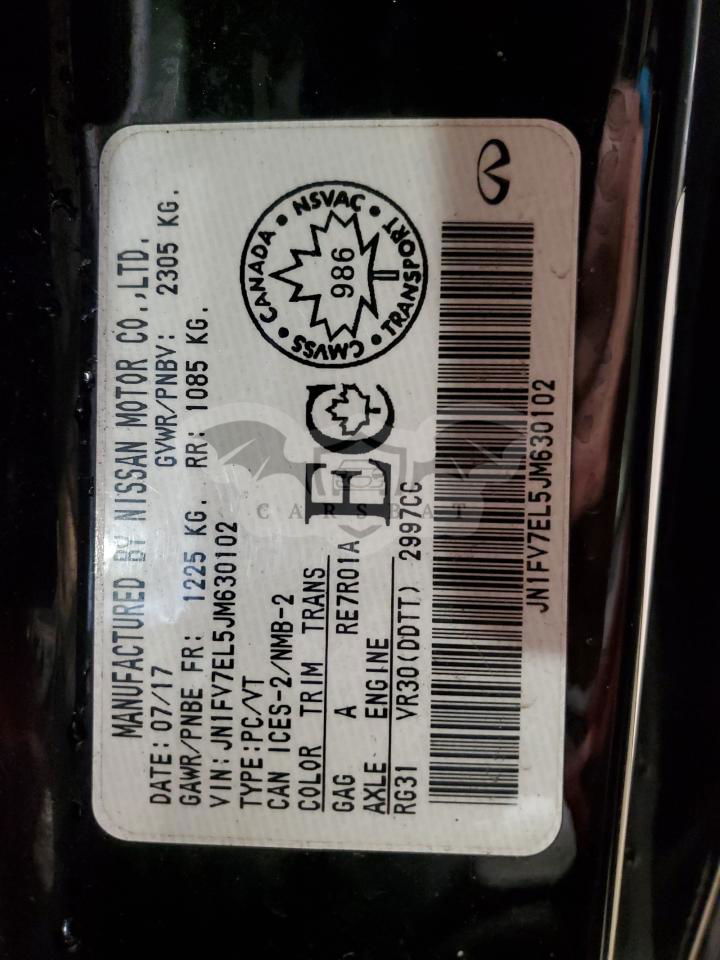 MANUFACTURED BY NISSAN MOTOR CO.,LTD.
DATE: 07/17 GVWR/PNBV: 2305 KG.
GAWR/PNBE FR: 1225 KG. RR: 1085 KG.
VIN: JN1FV7EL5JM630102
TYPE:PC/VT
CAN ICES-2/NMB-2
COLOR TRIM TRANS
GAG A RE7R01A
AXLE ENGINE
RG31 VR30(DDTT) 2997CC
EC
CANADA • NSVAC • TRANSPORT • CMVSS •
986
JN1FV7EL5JM630102
CARSBAT